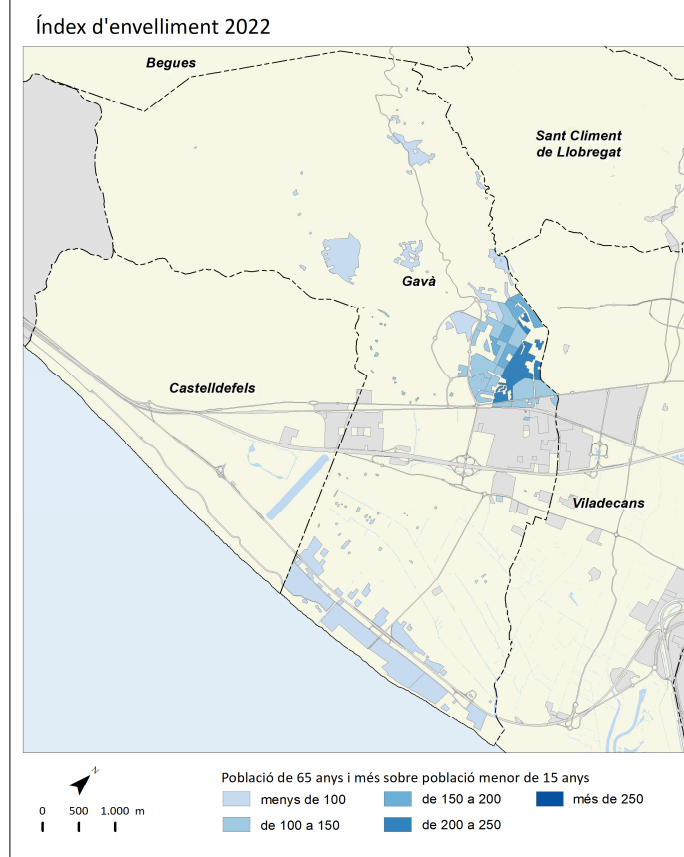 Índex d'envelliment 2022
Begues
Sant Climent
de Llobregat
Gavà
Castelldefels
Viladecans
N
0 500 1.000 m
Població de 65 anys i més sobre població menor de 15 anys
menys de 100
de 150 a 200
més de 250
de 100 a 150
de 200 a 250